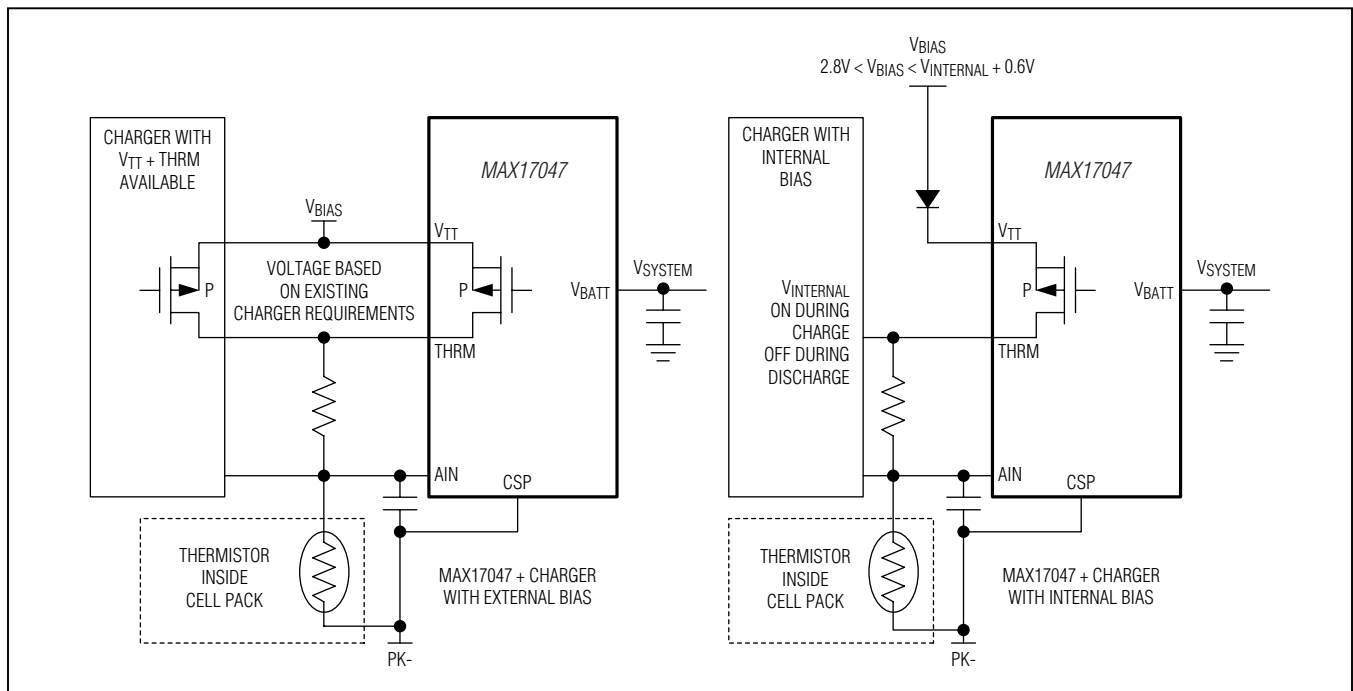 CHARGER WITH
VTT + THRM
AVAILABLE
VBIAS
MAX17047
VTT
VOLTAGE BASED
ON EXISTING
CHARGER REQUIREMENTS
P
P
VBATT
VSYSTEM
THRM
AIN
CSP
THERMISTOR
INSIDE
CELL PACK
MAX17047 + CHARGER
WITH EXTERNAL BIAS
PK-
VBIAS
2.8V < VBIAS < VINTERNAL + 0.6V
CHARGER WITH
INTERNAL
BIAS
MAX17047
VTT
P
VBATT
VSYSTEM
VINTERNAL
ON DURING
CHARGE
OFF DURING
DISCHARGE
THRM
AIN
CSP
THERMISTOR
INSIDE
CELL PACK
MAX17047 + CHARGER
WITH INTERNAL BIAS
PK-